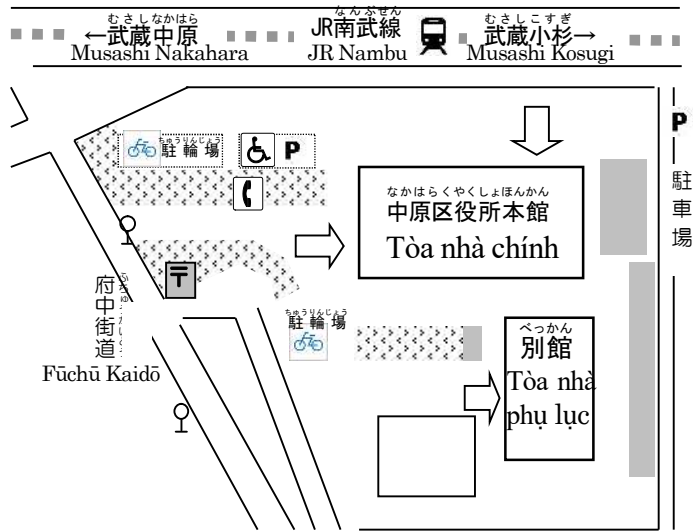 むさしなかはら
←武蔵中原
Musashi Nakahara
なんぶせん
JR南武線
JR Nambu
むさしこすぎ
武蔵小杉→
Musashi Kosugi
ちゅうりんじょう
駐輪場
P
P
駐車場
なかはらくやくしょほんかん
中原区役所本館
Tòa nhà chính
〒
府中街道
Fūchū Kaidō
ちゅうりんじょう
駐輪場
べっかん
別館
Tòa nhà
phụ lục